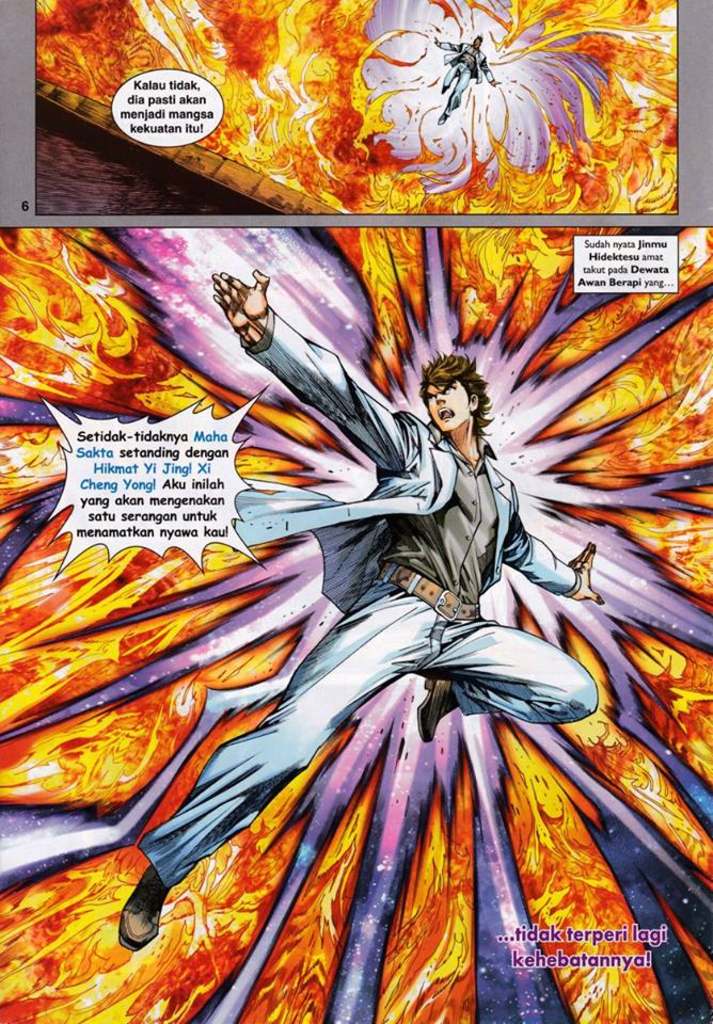 Kalau tidak,
dia pasti akan
menjadi mangsa
kekuatan itu!
6
Sudah nyata Jinmu
Hidektesu amat
takut pada Dewata
Awan Berapi yang...
Setidak-tidaknya Maha
Sakta setanding dengan
Hikmat Yi Jing! Xi
Cheng Yong! Aku inilah
yang akan mengenakan
satu serangan untuk
menamatkan nyawa kau!
...tidak terperi lagi
kehebatannya!